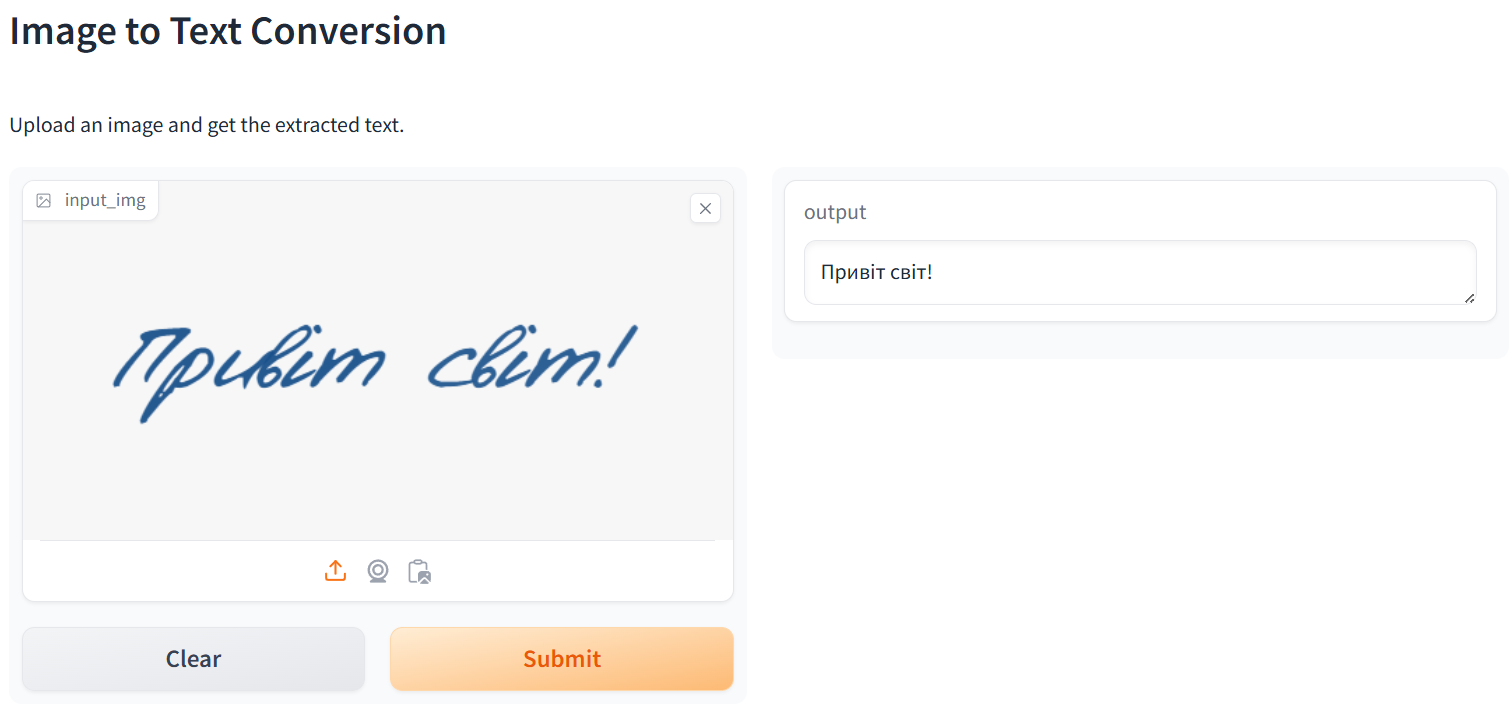 Image to Text Conversion
Upload an image and get the extracted text.
input_img
Привіт світ!
Clear
Submit
output
Привіт світ!